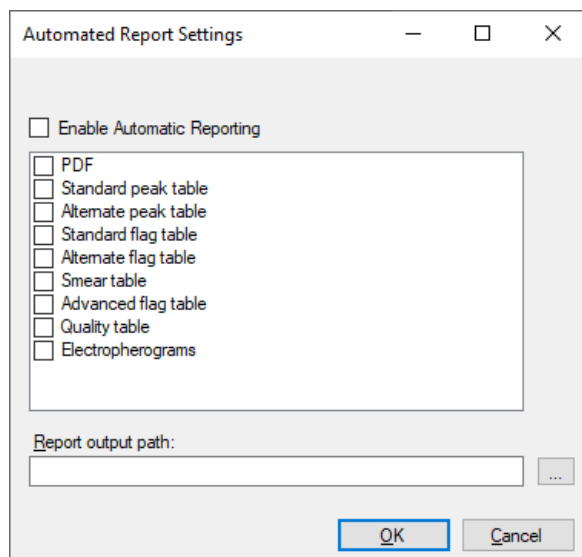 Automated Report Settings
Enable Automatic Reporting
PDF
Standard peak table
Alternate peak table
Standard flag table
Alternate flag table
Smear table
Advanced flag table
Quality table
Electropherograms
Report output path:
...
OK Cancel